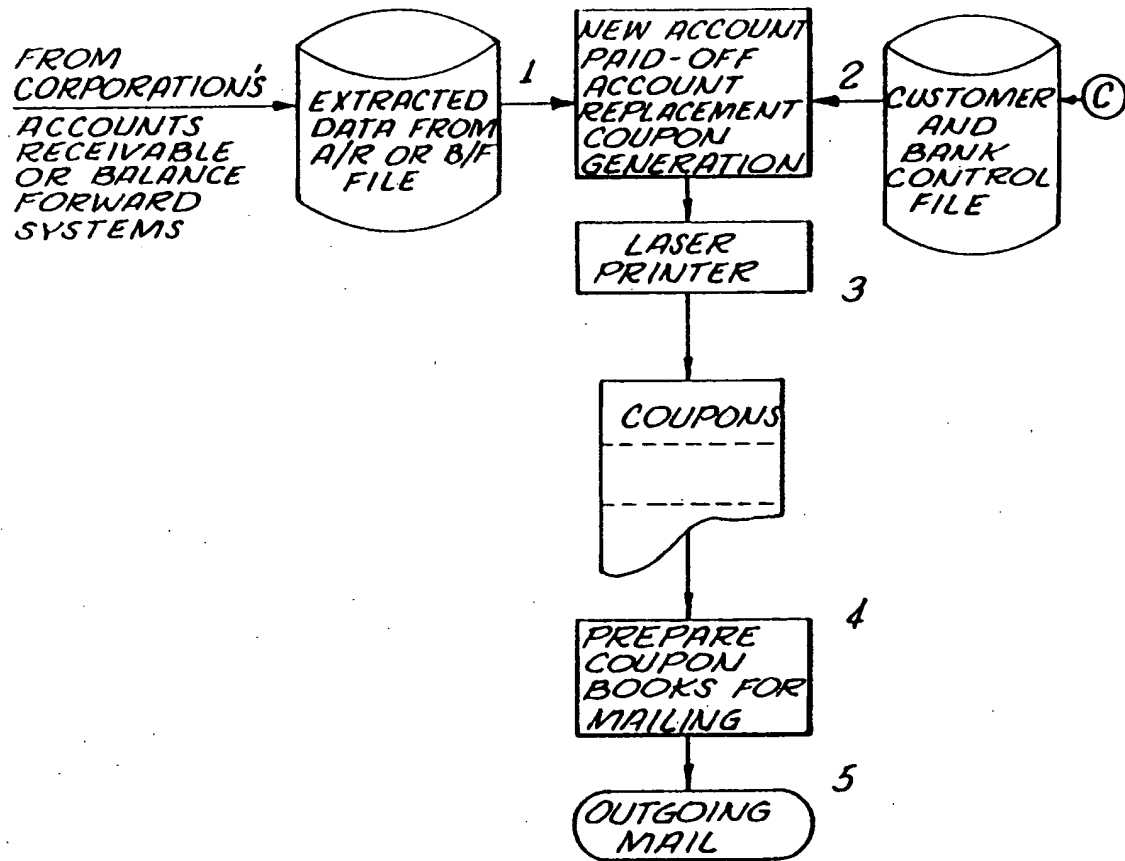 FROM
CORPORATION'S
ACCOUNTS
RECEIVABLE
OR BALANCE
FORWARD
SYSTEMS
EXTRACTED
DATA FROM
A/R OR B/F
FILE
1
NEW ACCOUNT
PAID-OFF
ACCOUNT
REPLACEMENT
COUPON
GENERATION
2
CUSTOMER
AND
BANK
CONTROL
FILE
C
LASER
PRINTER
3
COUPONS
4
PREPARE
COUPON
BOOKS FOR
MAILING
5
OUTGOING
MAIL